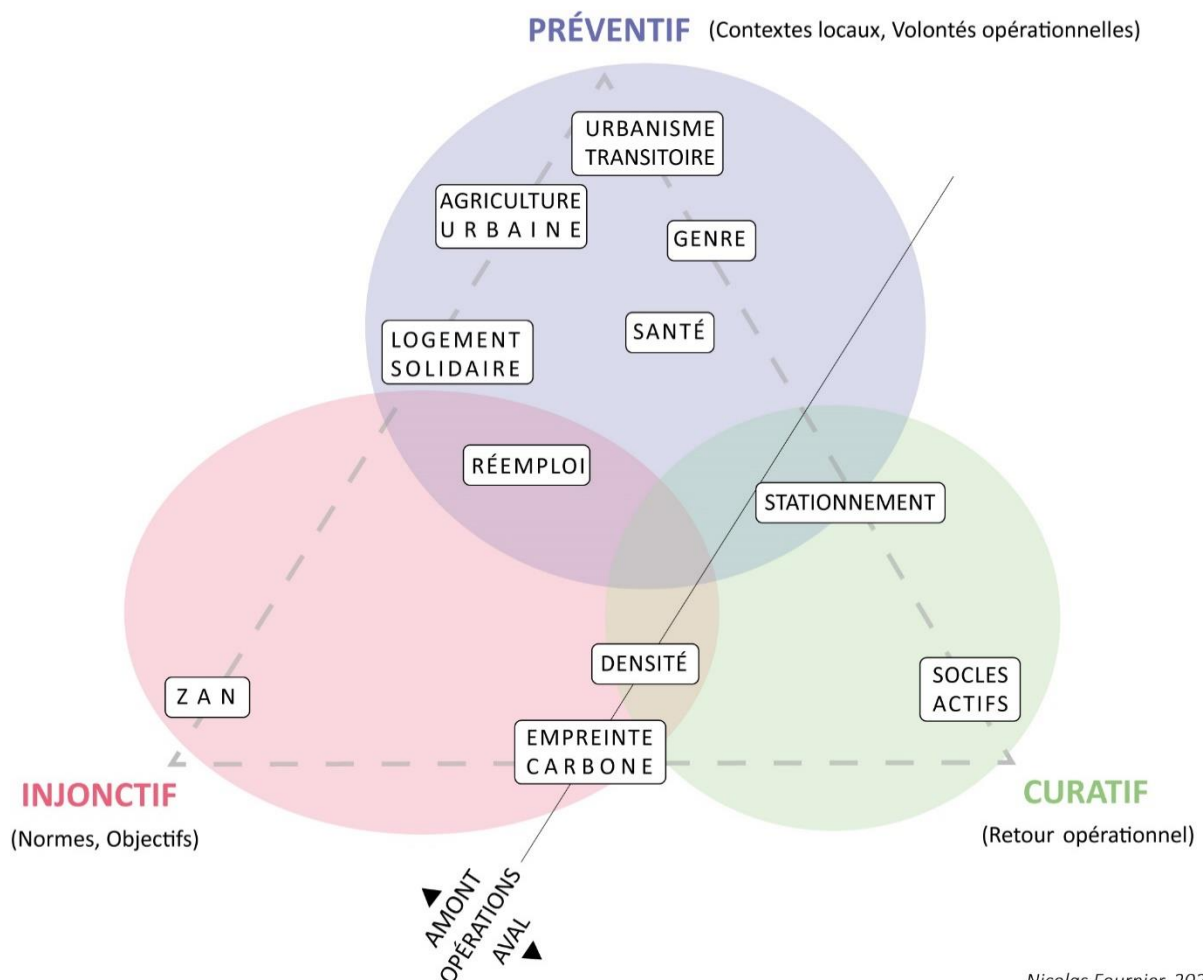 PRÉVENTIF (Contextes locaux, Volontés opérationnelles)
URBANISME
TRANSITOIRE
AGRICULTURE
URBAINE
GENRE
SANTÉ
LOGEMENT
SOLIDAIRE
RÉEMPLOI
STATIONNEMENT
DENSITÉ
SOCLES
ACTIFS
ZAN
EMPREINTE
CARBONE
INJONCTIF
(Normes, Objectifs)
CURATIF
(Retour opérationnel)
AMONT
OPÉRATIONS
AVAL
Nicolas Fournier